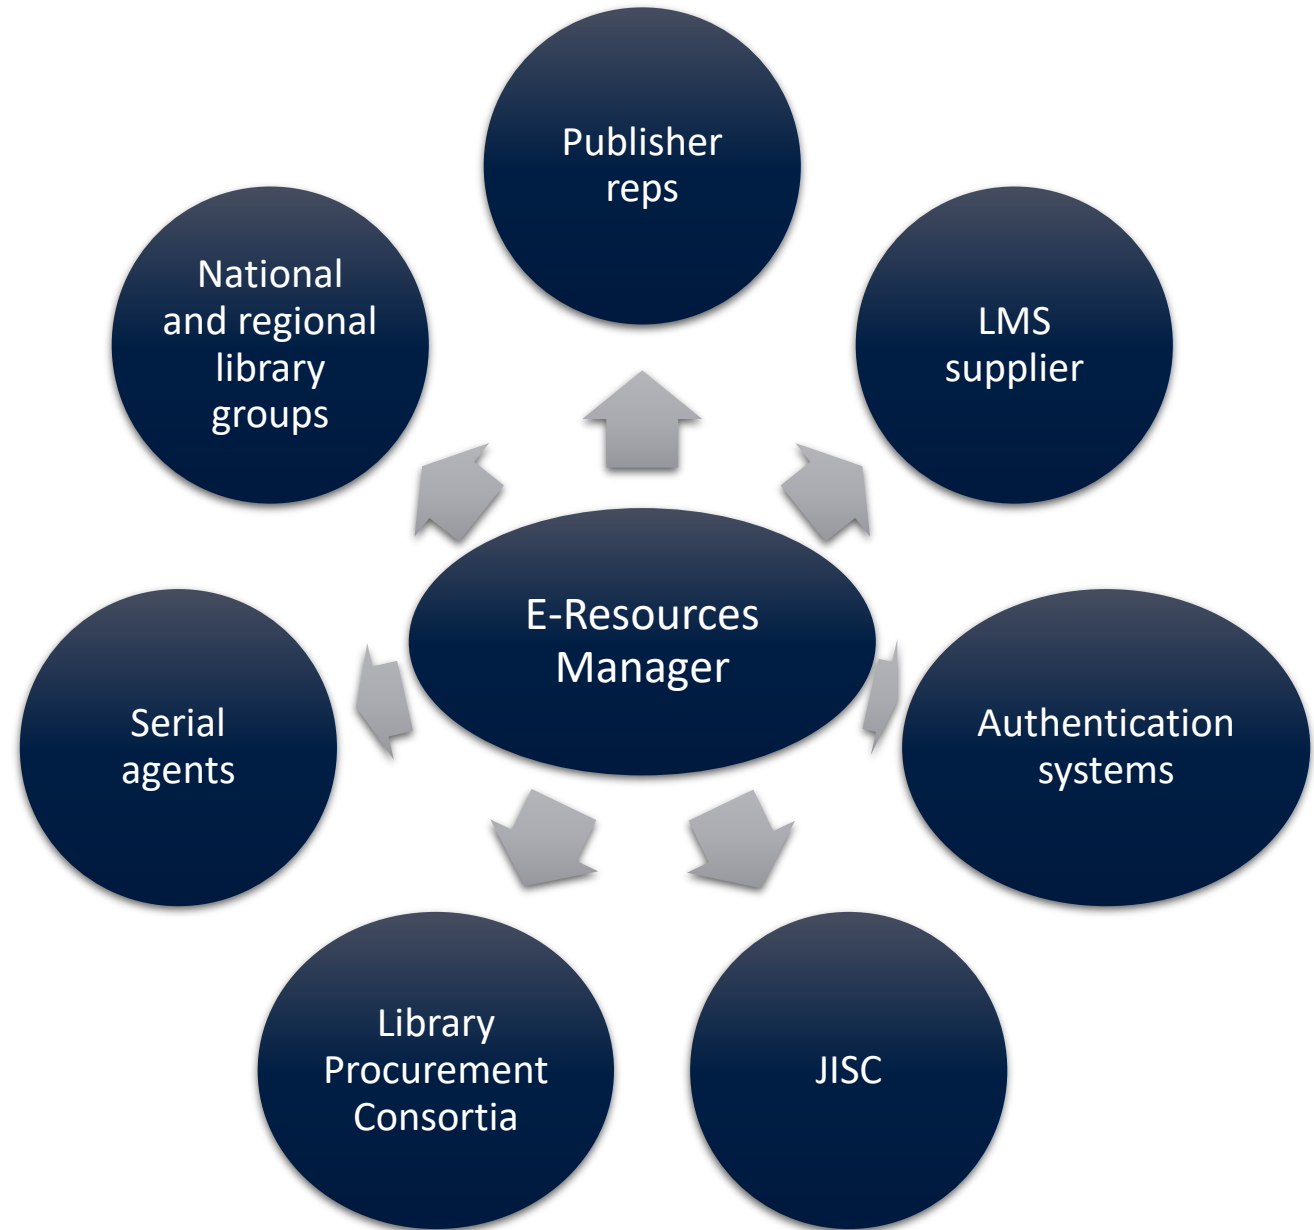 Publisher
reps
National
and regional
library
groups
LMS
supplier
E-Resources
Manager
Serial
agents
Authentication
systems
Library
Procurement
Consortia
JISC